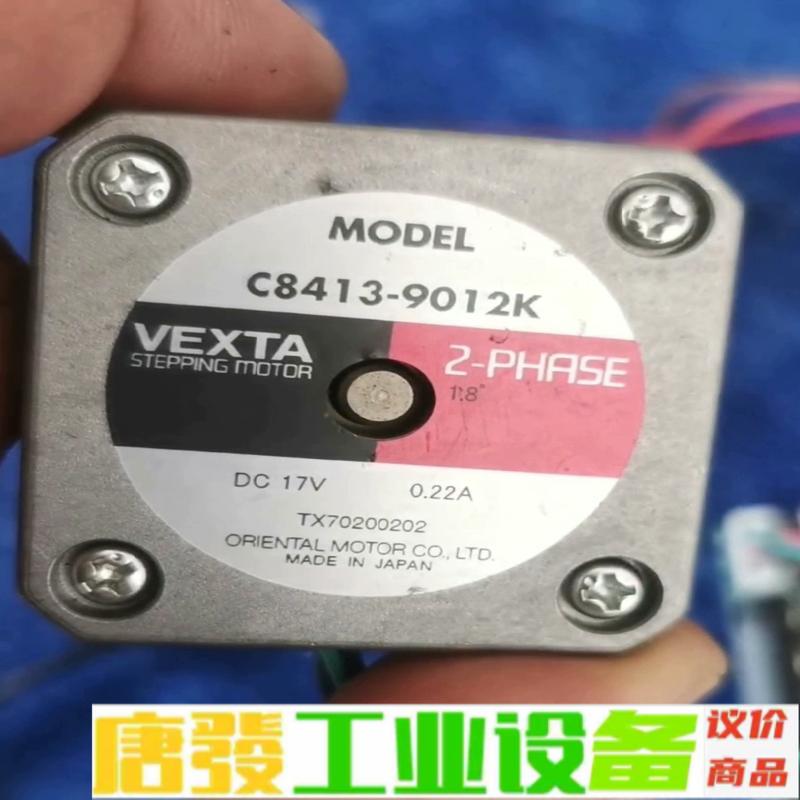 MODEL
C8413-9012K
VEXTA
STEPPING MOTOR
2-PHASE
1.8°
DC 17V 0.22A
TX70200202
ORIENTAL MOTOR CO., LTD.
MADE IN JAPAN
唐發工业设备
议价
商品